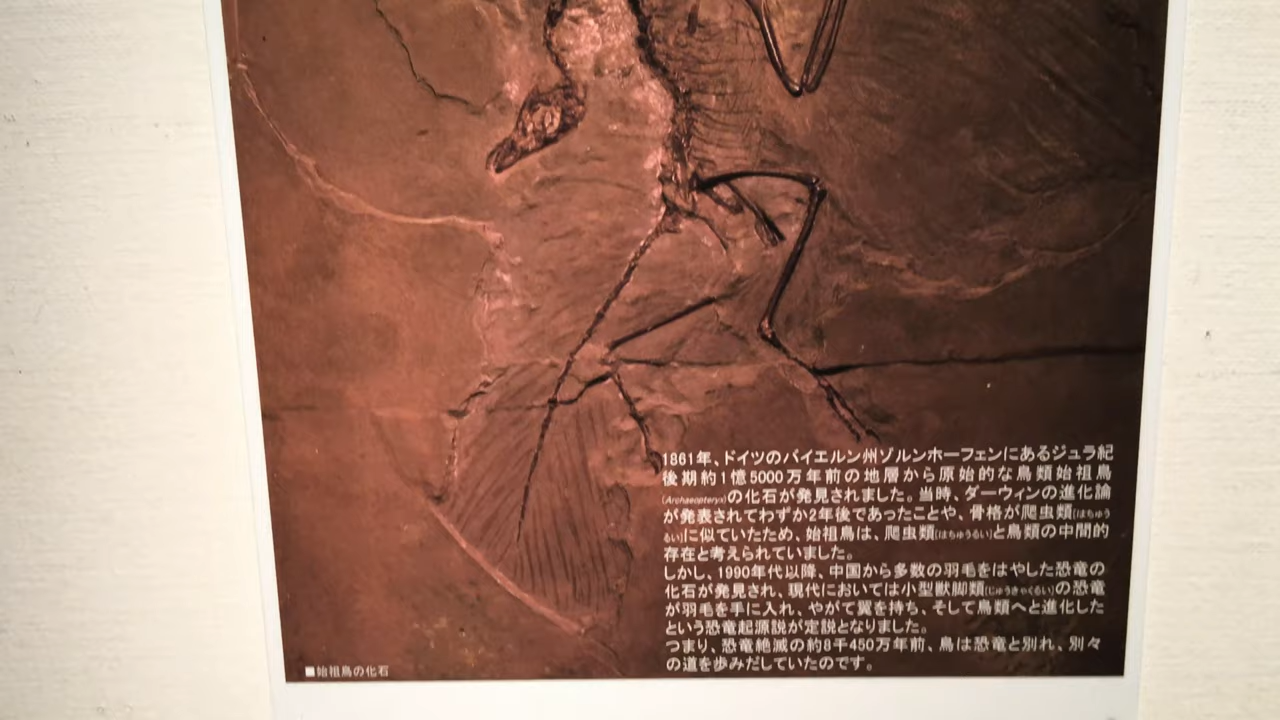 1861年、ドイツのバイエルン州ゾルンホーフェンにあるジュラ紀
後期約1億5000万年前の地層から原始的な鳥類始祖鳥
(Archaeopteryx)の化石が発見されました。当時、ダーウィンの進化論
が発表されてわずか2年後であったことや、骨格が爬虫類(はちゅう
るい)に似ていたため、始祖鳥は、爬虫類(はちゅうるい)と鳥類の中間的
存在と考えられていました。
しかし、1990年代以降、中国から多数の羽毛をはやした恐竜の
化石が発見され、現代においては小型獣脚類(じゅうきゃくるい)の恐竜
が羽毛を手に入れ、やがて翼を持ち、そして鳥類へと進化した
という恐竜起源説が定説となりました。
つまり、恐竜絶滅の約8千450万年前、鳥は恐竜と別れ、別々
の道を歩みだしていたのです。
■始祖鳥の化石